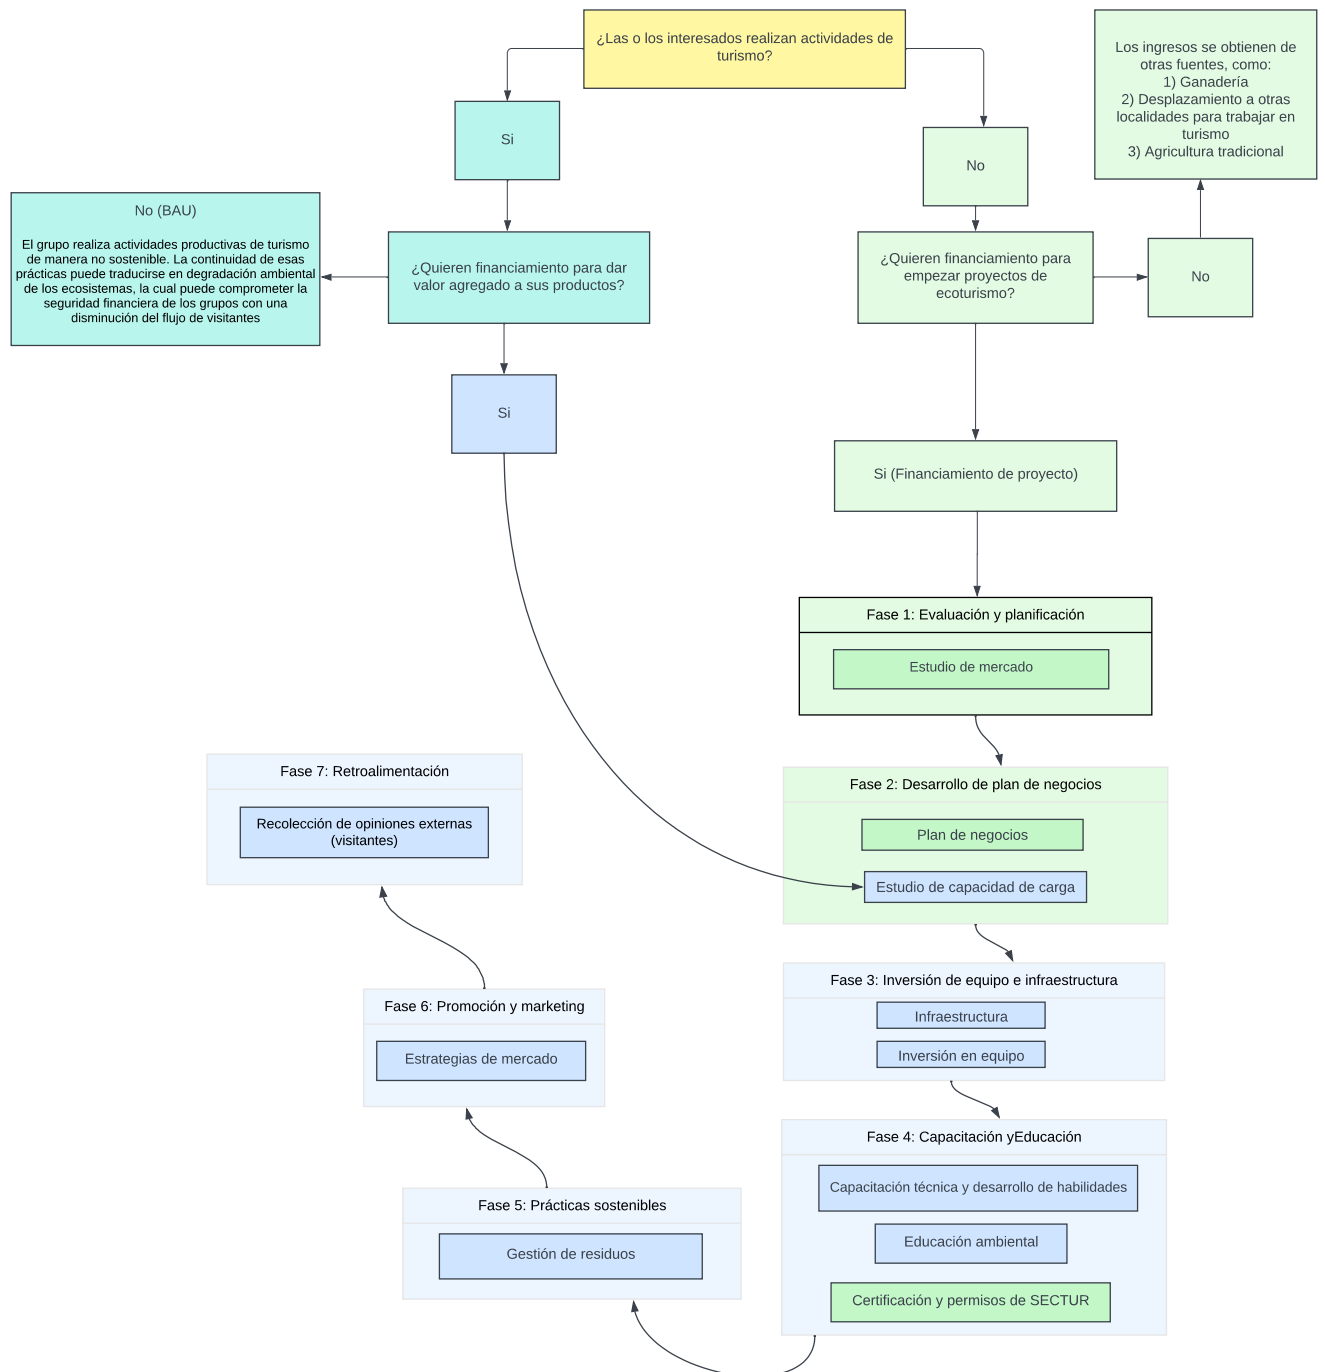 ¿Las o los interesados realizan actividades de
turismo?
Los ingresos se obtienen de
otras fuentes, como:
1) Ganadería
2) Desplazamiento a otras
localidades para trabajar en
turismo
3) Agricultura tradicional
Si
No
No (BAU)
El grupo realiza actividades productivas de turismo
de manera no sostenible. La continuidad de esas
prácticas puede traducirse en degradación ambiental
de los ecosistemas, la cual puede comprometer la
seguridad financiera de los grupos con una
disminución del flujo de visitantes
¿Quieren financiamiento para dar
valor agregado a sus productos?
¿Quieren financiamiento para
empezar proyectos de
ecoturismo?
No
Si
Si (Financiamiento de proyecto)
Fase 1: Evaluación y planificación
Estudio de mercado
Fase 2: Desarrollo de plan de negocios
Plan de negocios
Estudio de capacidad de carga
Fase 3: Inversión de equipo e infraestructura
Infraestructura
Inversión en equipo
Fase 4: Capacitación yEducación
Capacitación técnica y desarrollo de habilidades
Educación ambiental
Certificación y permisos de SECTUR
Fase 5: Prácticas sostenibles
Gestión de residuos
Fase 6: Promoción y marketing
Estrategias de mercado
Fase 7: Retroalimentación
Recolección de opiniones externas
(visitantes)